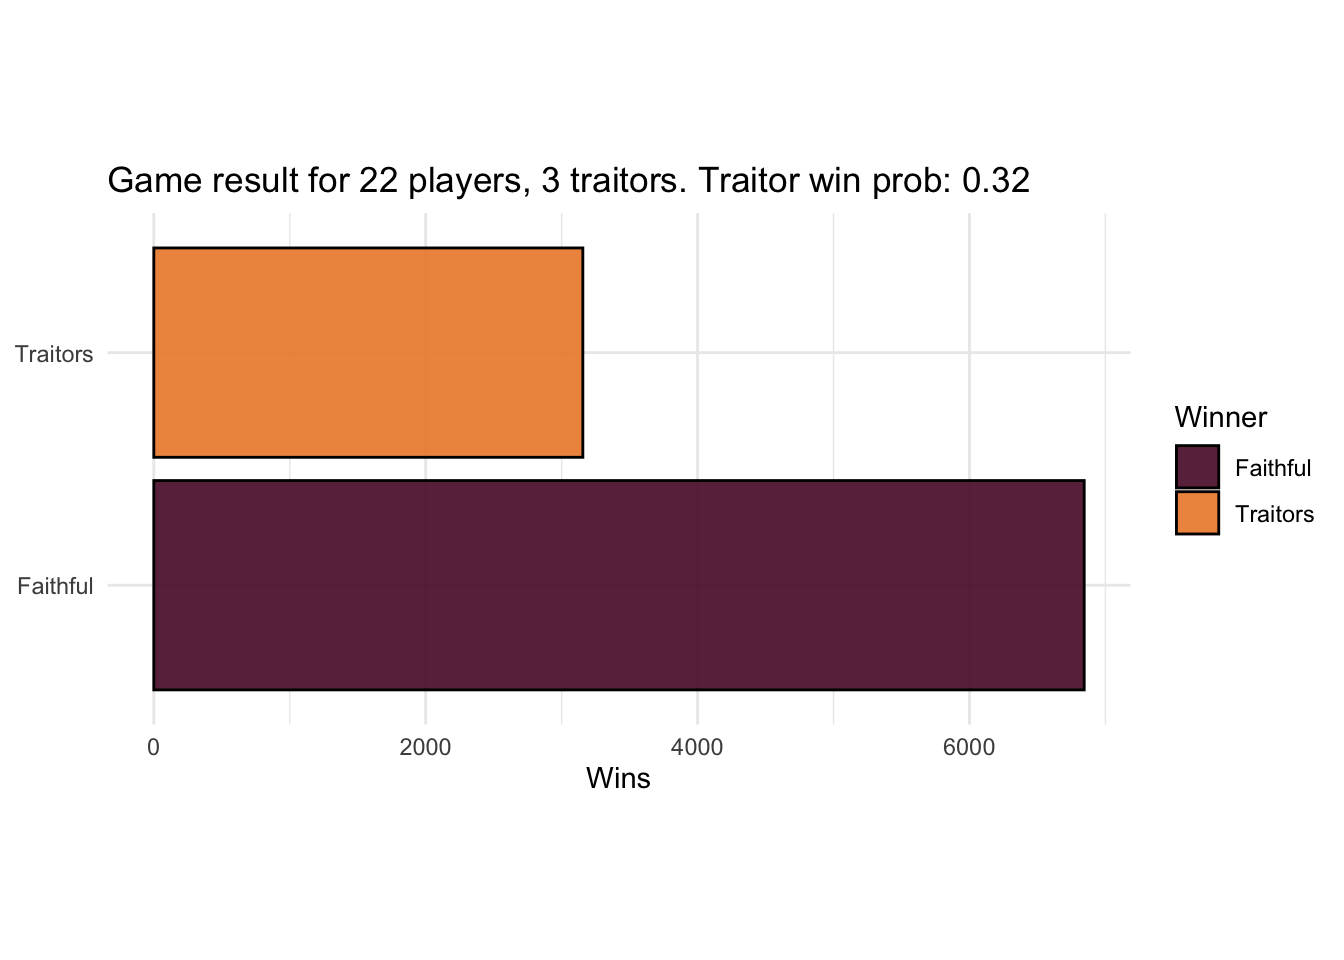 Game result for 22 players, 3 traitors. Traitor win prob: 0.32
Traitors
Faithful
0 2000 4000 6000
Wins
Winner
Faithful
Traitors